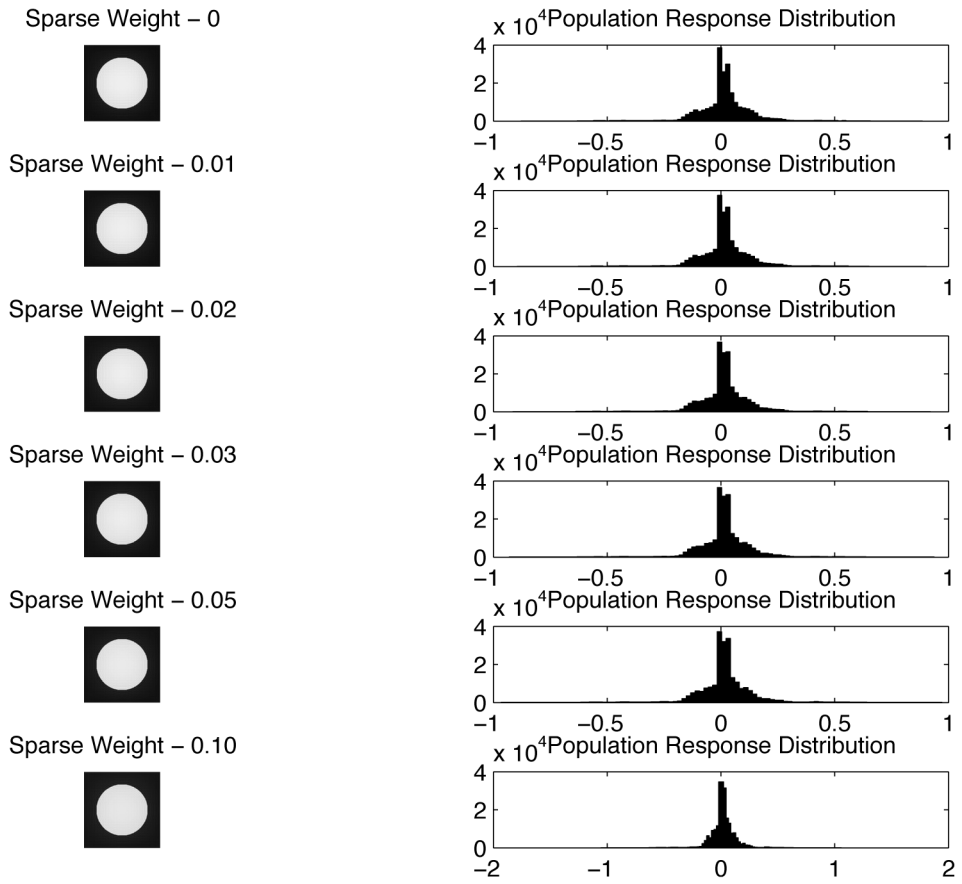 Sparse Weight – 0
x 10⁴ Population Response Distribution
4
2
0
−1 −0.5 0 0.5 1
Sparse Weight – 0.01
x 10⁴ Population Response Distribution
4
2
0
−1 −0.5 0 0.5 1
Sparse Weight – 0.02
x 10⁴ Population Response Distribution
4
2
0
−1 −0.5 0 0.5 1
Sparse Weight – 0.03
x 10⁴ Population Response Distribution
4
2
0
−1 −0.5 0 0.5 1
Sparse Weight – 0.05
x 10⁴ Population Response Distribution
4
2
0
−1 −0.5 0 0.5 1
Sparse Weight – 0.10
x 10⁴ Population Response Distribution
4
2
0
−2 −1 0 1 2